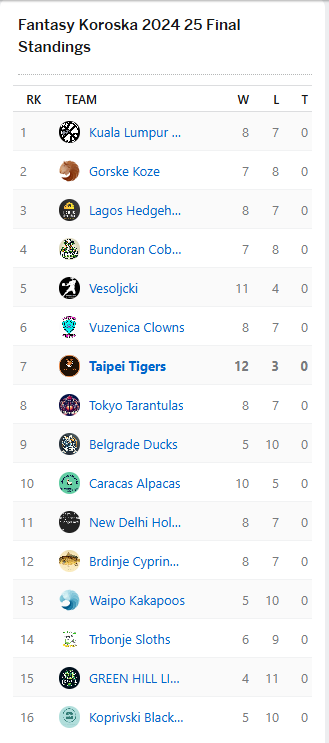 Fantasy Koroska 2024 25 Final
Standings
RK TEAM W L T
1 Kuala Lumpur ... 8 7 0
2 Gorske Koze 7 8 0
3 Lagos Hedgeh... 8 7 0
4 Bundoran Cob... 7 8 0
5 Vesoljcki 11 4 0
6 Vuzenica Clowns 8 7 0
7 Taipei Tigers 12 3 0
8 Tokyo Tarantulas 8 7 0
9 Belgrade Ducks 5 10 0
10 Caracas Alpacas 10 5 0
11 New Delhi Hol... 8 7 0
12 Brdinje Cyprin... 8 7 0
13 Waipo Kakapoos 5 10 0
14 Trbonje Sloths 6 9 0
15 GREEN HILL LI... 4 11 0
16 Koprivski Black... 5 10 0